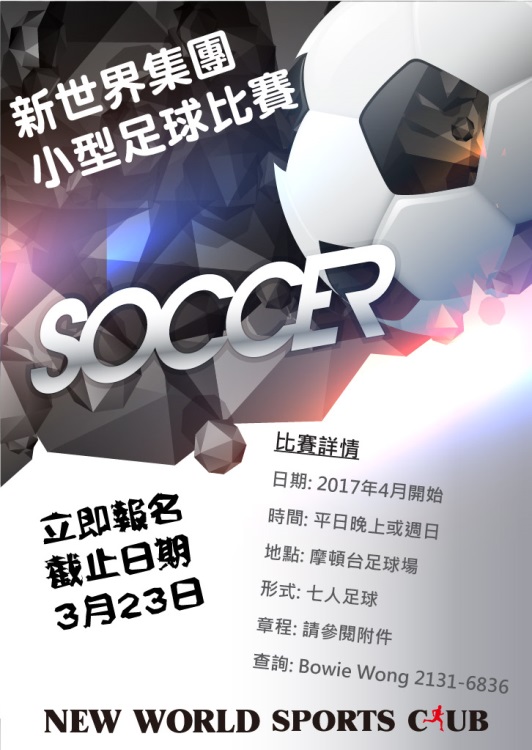 新世界集團
小型足球比賽
SOCCER
比賽詳情
日期: 2017年4月開始
時間: 平日晚上或週日
地點: 摩頓台足球場
形式: 七人足球
章程: 請參閱附件
查詢: Bowie Wong 2131-6836
立即報名
截止日期
3月23日
NEW WORLD SPORTS CLUB